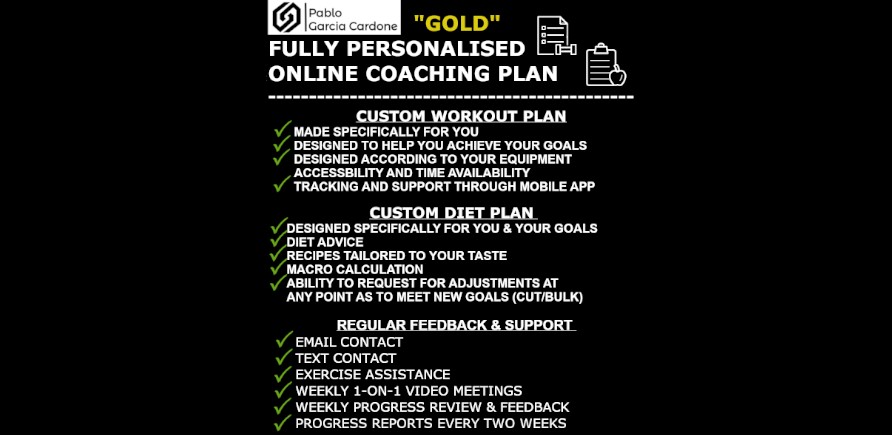 Pablo
Garcia Cardone
"GOLD"
FULLY PERSONALISED
ONLINE COACHING PLAN
CUSTOM WORKOUT PLAN
MADE SPECIFICALLY FOR YOU
DESIGNED TO HELP YOU ACHIEVE YOUR GOALS
DESIGNED ACCORDING TO YOUR EQUIPMENT
ACCESSBILITY AND TIME AVAILABILITY
TRACKING AND SUPPORT THROUGH MOBILE APP
CUSTOM DIET PLAN
DESIGNED SPECIFICALLY FOR YOU & YOUR GOALS
DIET ADVICE
RECIPES TAILORED TO YOUR TASTE
MACRO CALCULATION
ABILITY TO REQUEST FOR ADJUSTMENTS AT
ANY POINT AS TO MEET NEW GOALS (CUT/BULK)
REGULAR FEEDBACK & SUPPORT
EMAIL CONTACT
TEXT CONTACT
EXERCISE ASSISTANCE
WEEKLY 1-ON-1 VIDEO MEETINGS
WEEKLY PROGRESS REVIEW & FEEDBACK
PROGRESS REPORTS EVERY TWO WEEKS